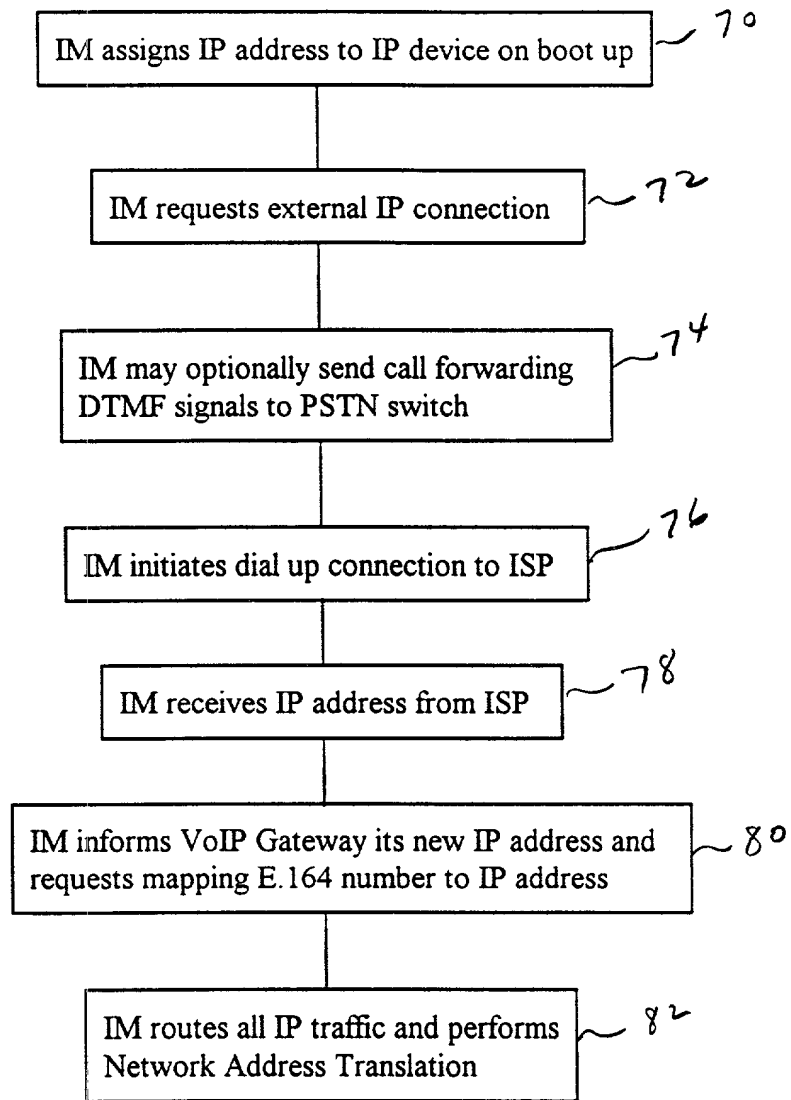 IM assigns IP address to IP device on boot up
70
IM requests external IP connection
72
IM may optionally send call forwarding
DTMF signals to PSTN switch
74
IM initiates dial up connection to ISP
76
IM receives IP address from ISP
78
IM informs VoIP Gateway its new IP address and
requests mapping E.164 number to IP address
80
IM routes all IP traffic and performs
Network Address Translation
82